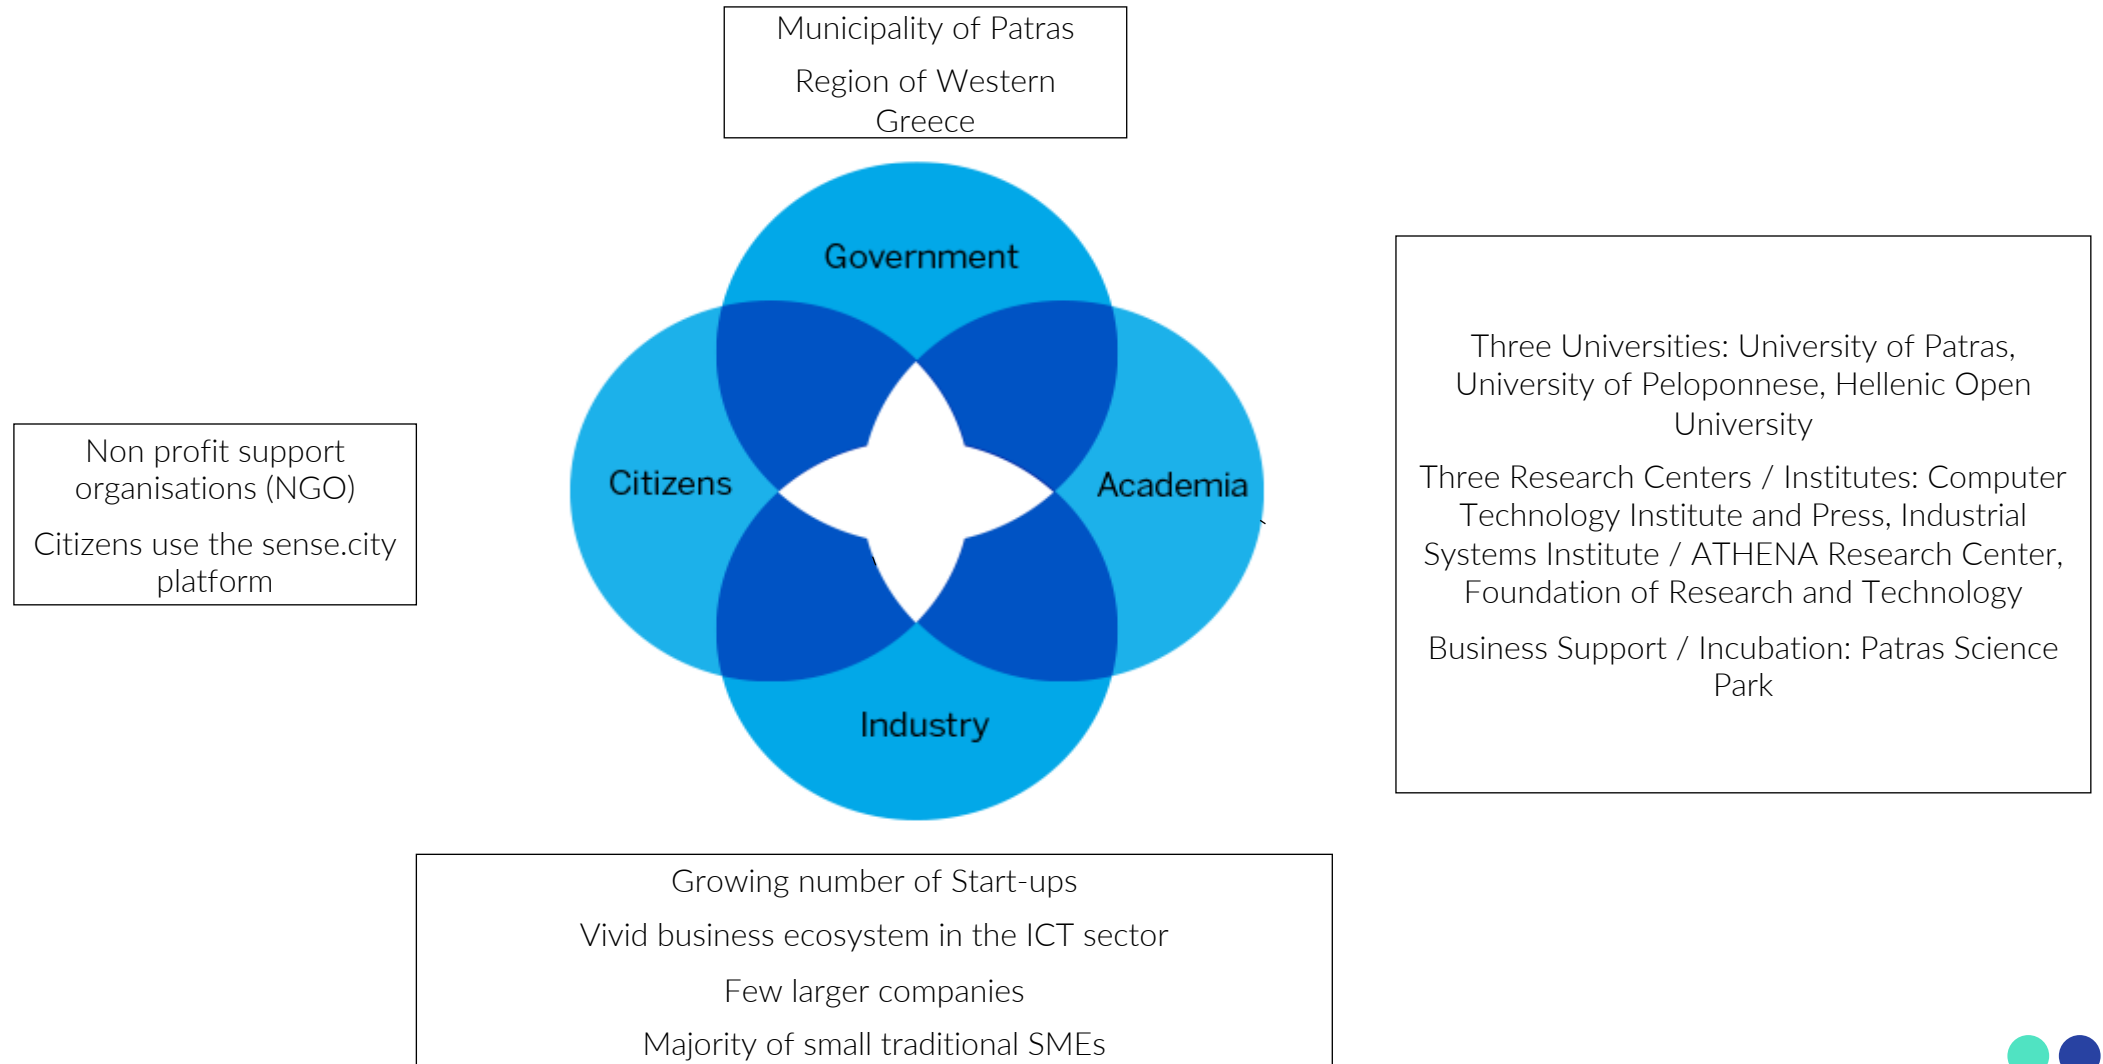 Municipality of Patras
Region of Western
Greece
Government
Citizens
Academia
Industry
Non profit support
organisations (NGO)
Citizens use the sense.city
platform
Three Universities: University of Patras,
University of Peloponnese, Hellenic Open
University
Three Research Centers / Institutes: Computer
Technology Institute and Press, Industrial
Systems Institute / ATHENA Research Center,
Foundation of Research and Technology
Business Support / Incubation: Patras Science
Park
Growing number of Start-ups
Vivid business ecosystem in the ICT sector
Few larger companies
Majority of small traditional SMEs